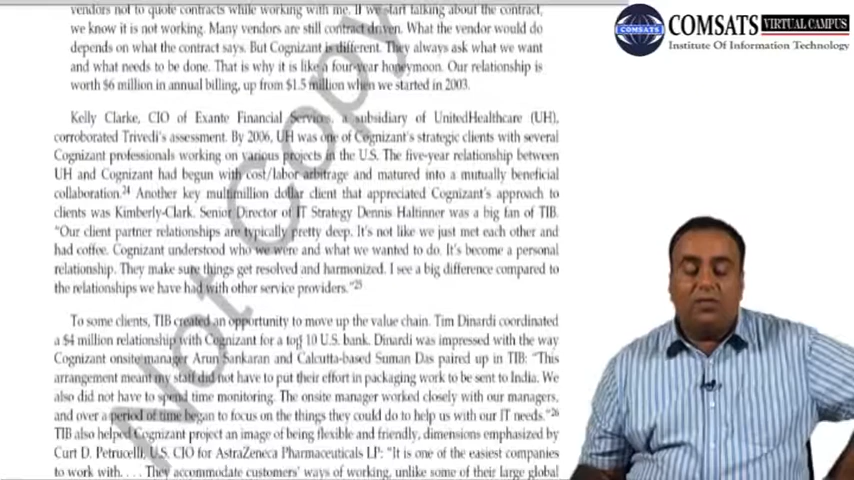 vendors not to quote contracts while working with me. If we start talking about the contract,
we know it is not working. Many vendors are still contract driven. What the vendor would do
depends on what the contract says. But Cognizant is different. They always ask what we want
and what needs to be done. That is why it is like a four-year honeymoon. Our relationship is
worth $6 million in annual billing, up from $1.5 million when we started in 2003.
Kelly Clarke, CIO of Exante Financial Services, a subsidiary of UnitedHealthcare (UH),
corroborated Trivedi's assessment. By 2006, UH was one of Cognizant's strategic clients with several
Cognizant professionals working on various projects in the U.S. The five-year relationship between
UH and Cognizant had begun with cost/labor arbitrage and matured into a mutually beneficial
collaboration.24 Another key multimillion dollar client that appreciated Cognizant's approach to
clients was Kimberly-Clark. Senior Director of IT Strategy Dennis Haltinner was a big fan of TIB.
"Our client partner relationships are typically pretty deep. It's not like we just met each other and
had coffee. Cognizant understood who we were and what we wanted to do. It's become a personal
relationship. They make sure things get resolved and harmonized. I see a big difference compared to
the relationships we have had with other service providers."25
To some clients, TIB created an opportunity to move up the value chain. Tim Dinardi coordinated
a $4 million relationship with Cognizant for a top 10 U.S. bank. Dinardi was impressed with the way
Cognizant onsite manager Arun Sankaran and Calcutta-based Suman Das paired up in TIB: "This
arrangement meant my staff did not have to put their effort in packaging work to be sent to India. We
also did not have to spend time monitoring. The onsite manager worked closely with our managers,
and over a period of time began to focus on the things they could do to help us with our IT needs."26
TIB also helped Cognizant project an image of being flexible and friendly, dimensions emphasized by
Curt D. Petrucelli, U.S. CIO for AstraZeneca Pharmaceuticals LP: "It is one of the easiest companies
to work with. . . . They accommodate customers' ways of working, unlike some of their large global
Not Copy
COMSATS
COMSATS VIRTUAL CAMPUS
Institute Of Information Technology